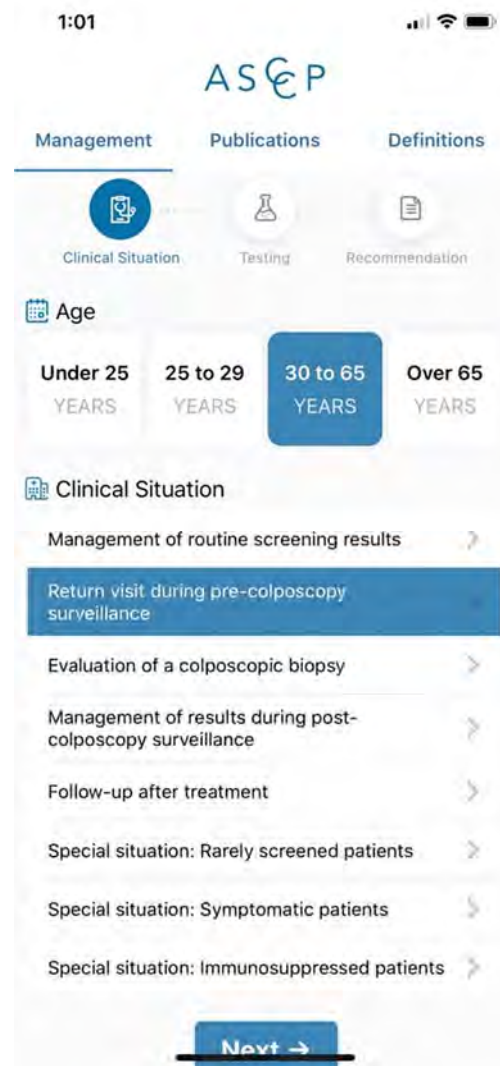 1:01
ASCCP
Management Publications Definitions
Clinical Situation Testing Recommendation
Age
Under 25 25 to 29 30 to 65 Over 65
YEARS YEARS YEARS YEARS
Clinical Situation
Management of routine screening results
Return visit during pre-colposcopy
surveillance
Evaluation of a colposcopic biopsy
Management of results during post-
colposcopy surveillance
Follow-up after treatment
Special situation: Rarely screened patients
Special situation: Symptomatic patients
Special situation: Immunosuppressed patients
Next →